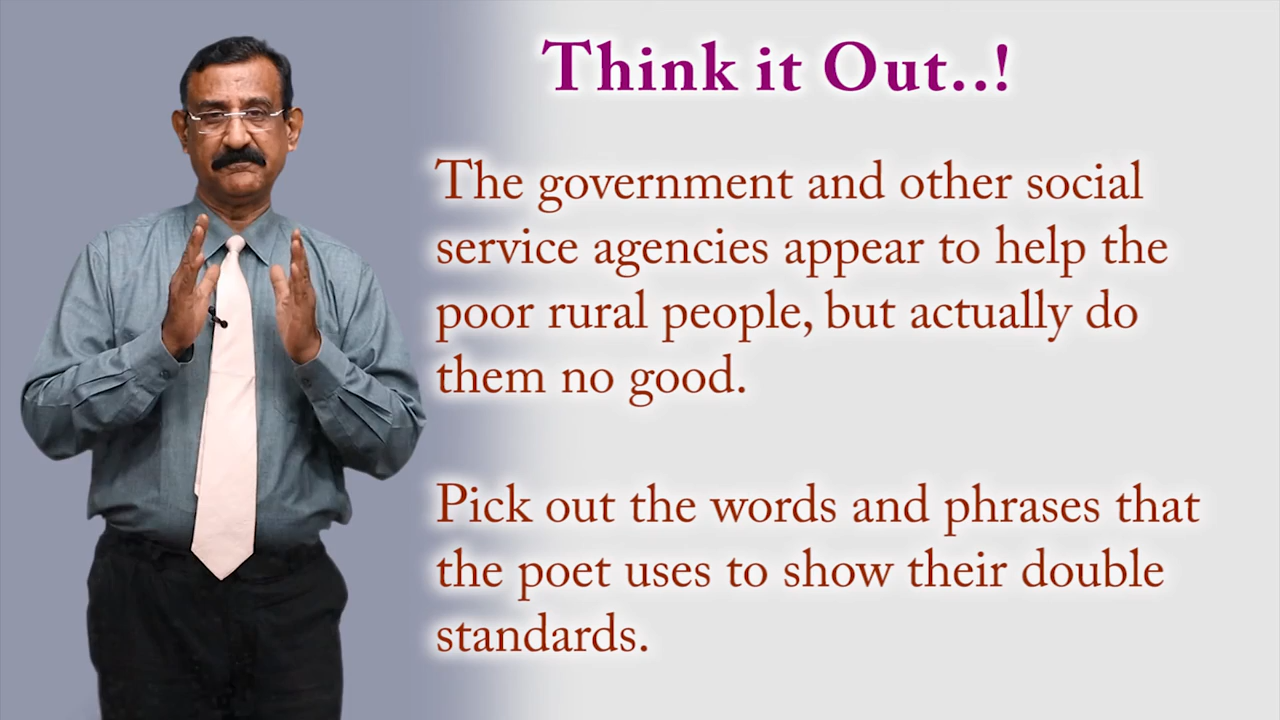 Think it Out..!
The government and other social
service agencies appear to help the
poor rural people, but actually do
them no good.
Pick out the words and phrases that
the poet uses to show their double
standards.